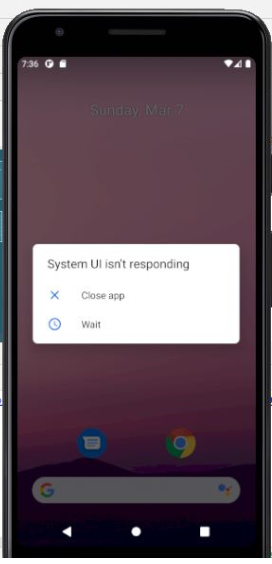 7:36
Sunday, Mar 7
System UI isn't responding
Close app
Wait